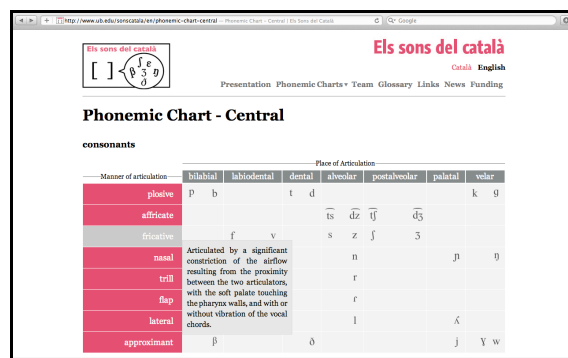 http://www.ub.edu/sonscatala/en/phonemic-chart-central — Phonemic Chart - Central | Els Sons del Català
Google
Els sons del català
[ ] ʃ ɛ β ʒ ŋ ð
Els sons del català
Català English
Presentation Phonemic Charts ▾ Team Glossary Links News Funding
Phonemic Chart - Central
consonants
Place of Articulation
Manner of articulation bilabial labiodental dental alveolar postalveolar palatal velar
plosive p b t d k g
affricate t͡s d͡z t͡ʃ d͡ʒ
fricative f v s z ʃ ʒ
nasal n ɲ ŋ
trill r
flap ɾ
lateral l ʎ
approximant β ð j ɣ w
Articulated by a significant
constriction of the airflow
resulting from the proximity
between the two articulators,
with the soft palate touching
the pharynx walls, and with or
without vibration of the vocal
chords.